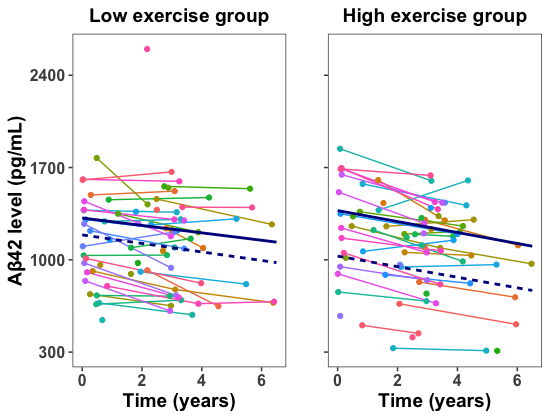 Low exercise group
High exercise group
Aβ42 level (pg/mL)
2400
1700
1000
300
0 2 4 6
0 2 4 6
Time (years)
Time (years)